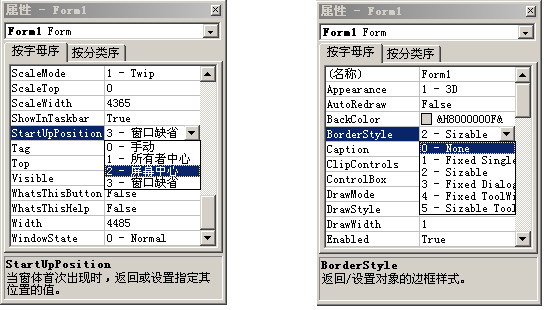 属性 - Form1
Form1 Form
按字母序 按分类序
ScaleMode 1 - Twip
ScaleTop 0
ScaleWidth 4365
ShowInTaskbar True
StartUpPosition 3 - 窗口缺省
Tag 0 - 手动
Top 1 - 所有者中心
Visible 2 - 屏幕中心
3 - 窗口缺省
WhatsThisButton False
WhatsThisHelp False
Width 4485
WindowState 0 - Normal
StartUpPosition
当窗体首次出现时，返回或设置指定其位
置的值。
属性 - Form1
Form1 Form
按字母序 按分类序
(名称) Form1
Appearance 1 - 3D
AutoRedraw False
BackColor &H8000000F&
BorderStyle 2 - Sizable
Caption 0 - None
ClipControls 1 - Fixed Single
ControlBox 2 - Sizable
DrawMode 3 - Fixed Dialog
DrawStyle 4 - Fixed ToolWi
5 - Sizable Tool
DrawWidth 1
Enabled True
BorderStyle
返回/设置对象的边框样式。